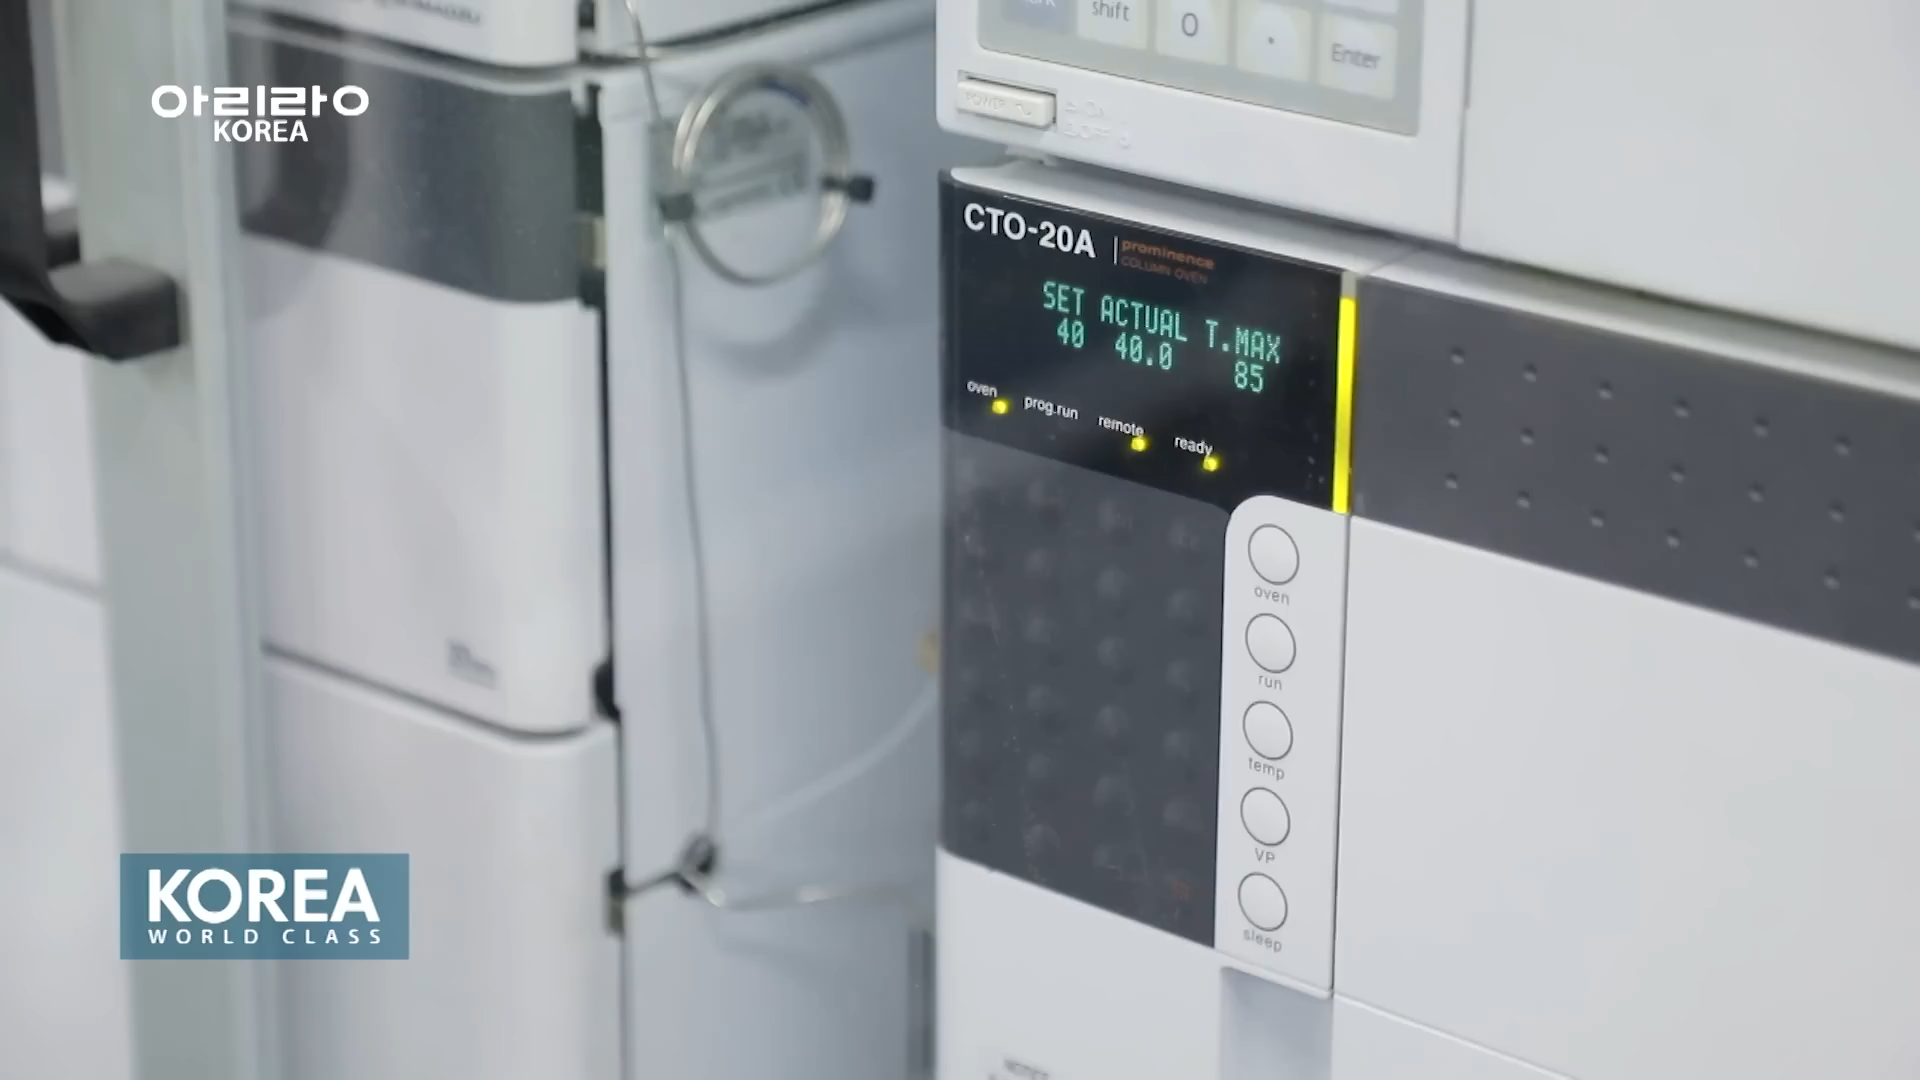 아리랑
KOREA
shift
0
.
Enter
POWER
CTO-20A
prominence
COLUMN OVEN
SET ACTUAL T.MAX
40 40.0 85
oven prog.run remote ready
oven
run
temp
VP
sleep
KOREA
WORLD CLASS